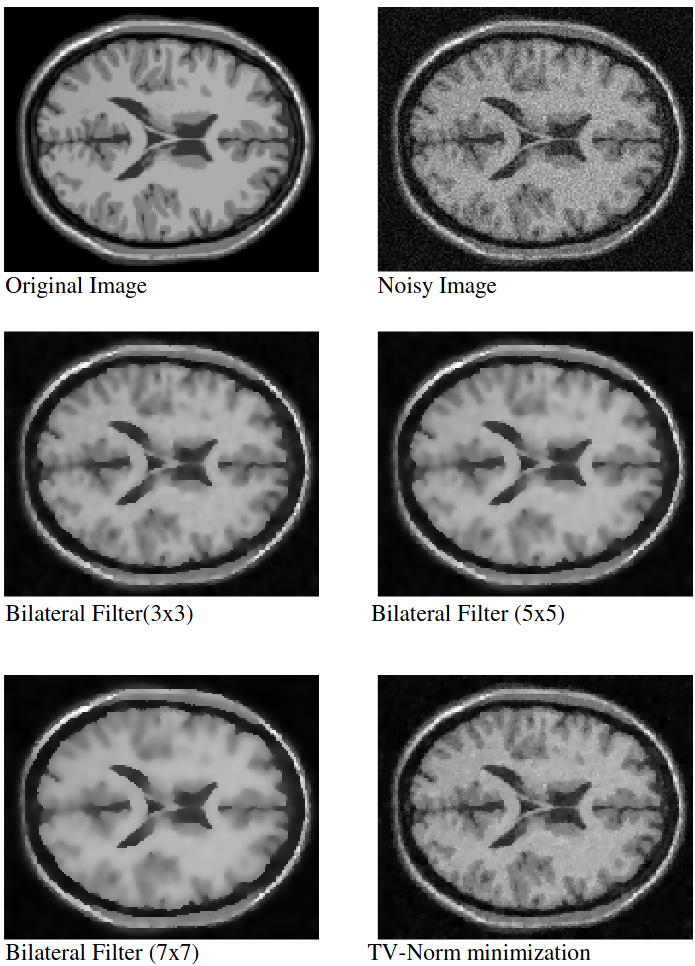 Original Image
Noisy Image
Bilateral Filter(3x3)
Bilateral Filter (5x5)
Bilateral Filter (7x7)
TV-Norm minimization